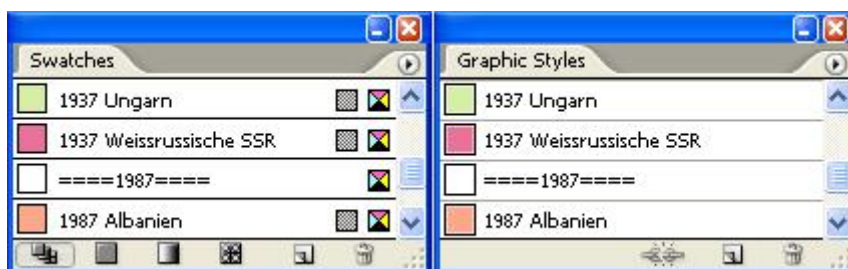 Swatches
1937 Ungarn
1937 Weissrussische SSR
====1987====
1987 Albanien
Graphic Styles
1937 Ungarn
1937 Weissrussische SSR
====1987====
1987 Albanien